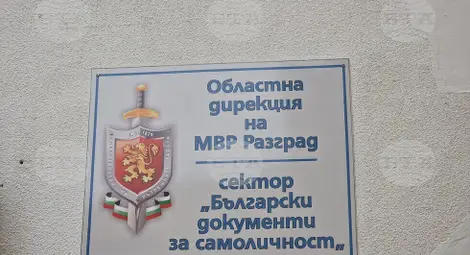 Областна
дирекция
на
МВР Разград
сектор
„Български
документи
за самоличност„